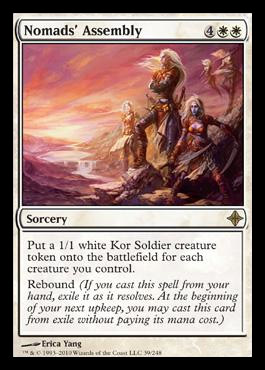 Nomads' Assembly 4
Sorcery
Put a 1/1 white Kor Soldier creature
token onto the battlefield for each
creature you control.
Rebound (If you cast this spell from your
hand, exile it as it resolves. At the beginning
of your next upkeep, you may cast this
card from exile without paying its mana cost.)
Erica Yang
™ & © 1993–2010 Wizards of the Coast LLC 39/248